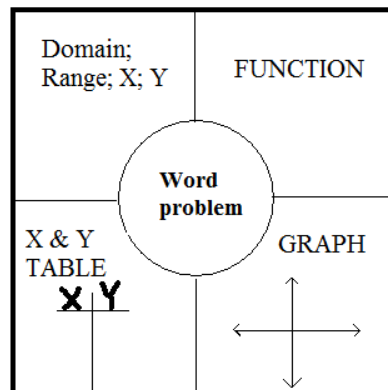 Domain;
Range; X; Y
FUNCTION
Word
problem
X & Y
TABLE
X Y
GRAPH